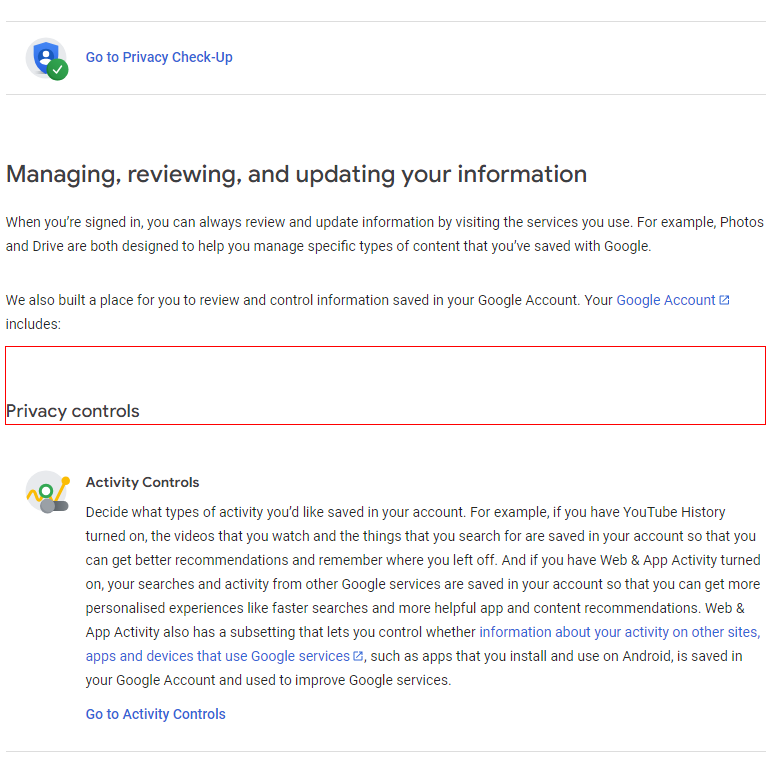 Go to Privacy Check-Up
Managing, reviewing, and updating your information
When you’re signed in, you can always review and update information by visiting the services you use. For example, Photos
and Drive are both designed to help you manage specific types of content that you’ve saved with Google.
We also built a place for you to review and control information saved in your Google Account. Your Google Account
includes:
Privacy controls
Activity Controls
Decide what types of activity you’d like saved in your account. For example, if you have YouTube History
turned on, the videos that you watch and the things that you search for are saved in your account so that you
can get better recommendations and remember where you left off. And if you have Web & App Activity turned
on, your searches and activity from other Google services are saved in your account so that you can get more
personalised experiences like faster searches and more helpful app and content recommendations. Web &
App Activity also has a subsetting that lets you control whether information about your activity on other sites,
apps and devices that use Google services, such as apps that you install and use on Android, is saved in
your Google Account and used to improve Google services.
Go to Activity Controls